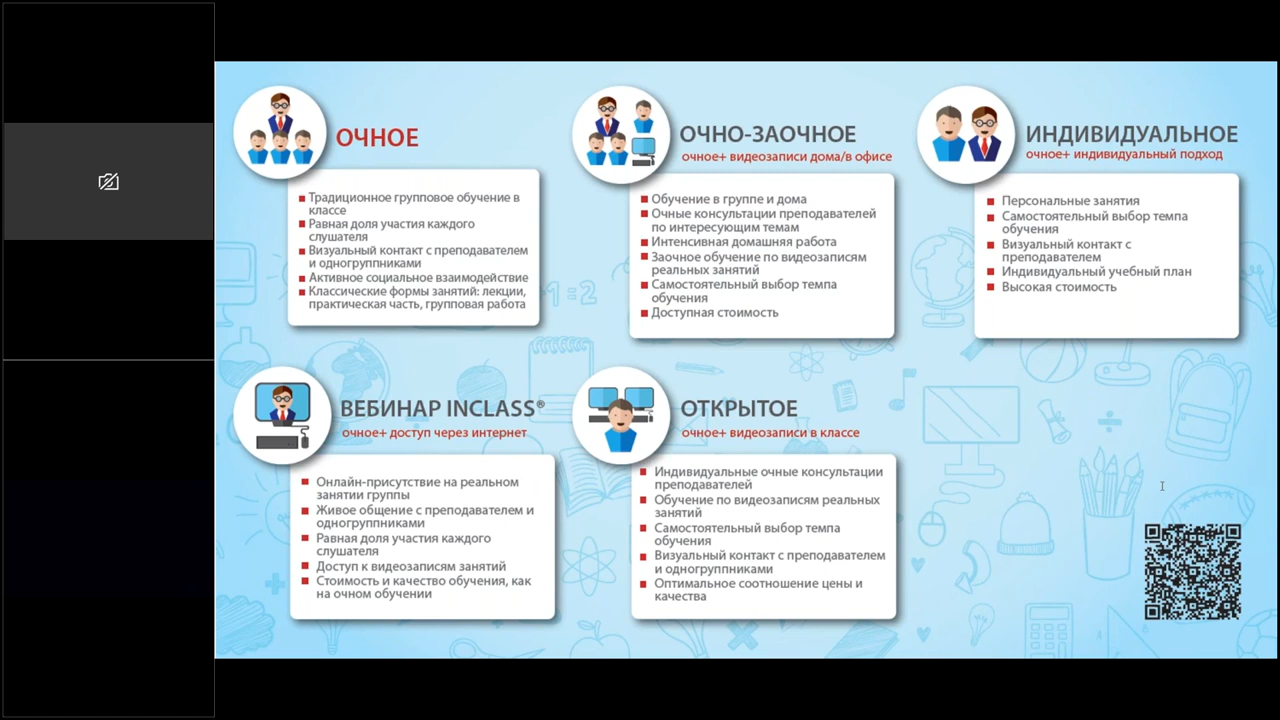 ОЧНОЕ
Традиционное групповое обучение в
классе
Равная доля участия каждого
слушателя
Визуальный контакт с преподавателем
и одногруппниками
Активное социальное взаимодействие
Классические формы занятий: лекции,
практическая часть, групповая работа
ОЧНО-ЗАОЧНОЕ
очное+ видеозаписи дома/в офисе
Обучение в группе и дома
Очные консультации преподавателей
по интересующим темам
Интенсивная домашняя работа
Заочное обучение по видеозаписям
реальных занятий
Самостоятельный выбор темпа
обучения
Доступная стоимость
ИНДИВИДУАЛЬНОЕ
очное+ индивидуальный подход
Персональные занятия
Самостоятельный выбор темпа
обучения
Визуальный контакт с
преподавателем
Индивидуальный учебный план
Высокая стоимость
ВЕБИНАР INCLASS®
очное+ доступ через интернет
Онлайн-присутствие на реальном
занятии группы
Живое общение с преподавателем и
одногруппниками
Равная доля участия каждого
слушателя
Доступ к видеозаписям занятий
Стоимость и качество обучения, как
на очном обучении
ОТКРЫТОЕ
очное+ видеозаписи в классе
Индивидуальные очные консультации
преподавателей
Обучение по видеозаписям реальных
занятий
Самостоятельный выбор темпа
обучения
Визуальный контакт с преподавателем
и одногруппниками
Оптимальное соотношение цены и
качества